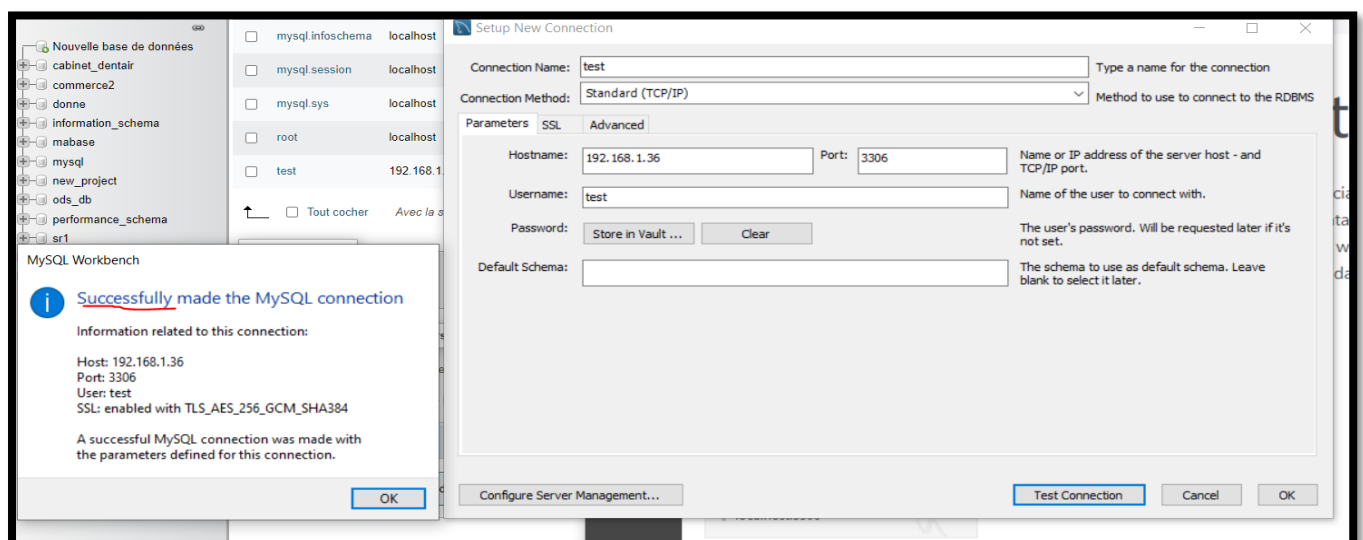 Nouvelle base de données
cabinet_dentair
commerce2
donne
information_schema
mabase
mysql
new_project
ods_db
performance_schema
sr1
mysql.infoschema localhost
mysql.session localhost
mysql.sys localhost
root localhost
test 192.168.1.
Tout cocher Avec la s
MySQL Workbench
Successfully made the MySQL connection
Information related to this connection:
Host: 192.168.1.36
Port: 3306
User: test
SSL: enabled with TLS_AES_256_GCM_SHA384
A successful MySQL connection was made with
the parameters defined for this connection.
OK
Setup New Connection
Connection Name: test Type a name for the connection
Connection Method: Standard (TCP/IP) Method to use to connect to the RDBMS
Parameters SSL Advanced
Hostname: 192.168.1.36 Port: 3306 Name or IP address of the server host - and
TCP/IP port.
Username: test Name of the user to connect with.
Password: Store in Vault ... Clear The user's password. Will be requested later if it's
not set.
Default Schema: The schema to use as default schema. Leave
blank to select it later.
Configure Server Management... Test Connection Cancel OK